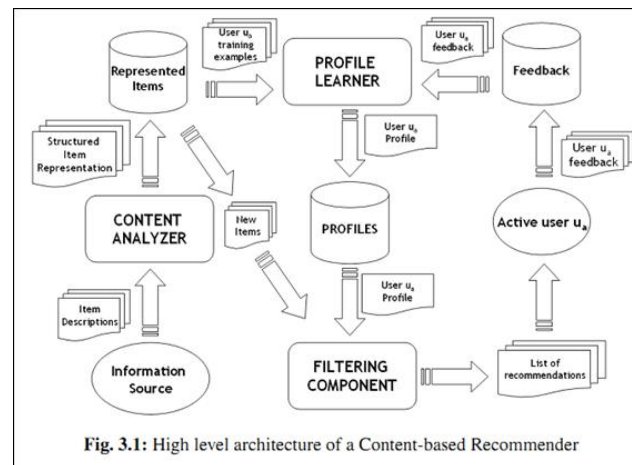 User uₐ
training
examples
PROFILE
LEARNER
User uₐ
feedback
Represented
Items
Feedback
Structured
Item
Representation
User uₐ
Profile
User uₐ
feedback
CONTENT
ANALYZER
New
Items
PROFILES
Active user uₐ
Item
Descriptions
User uₐ
Profile
Information
Source
FILTERING
COMPONENT
List of
recommendations
Fig. 3.1: High level architecture of a Content-based Recommender